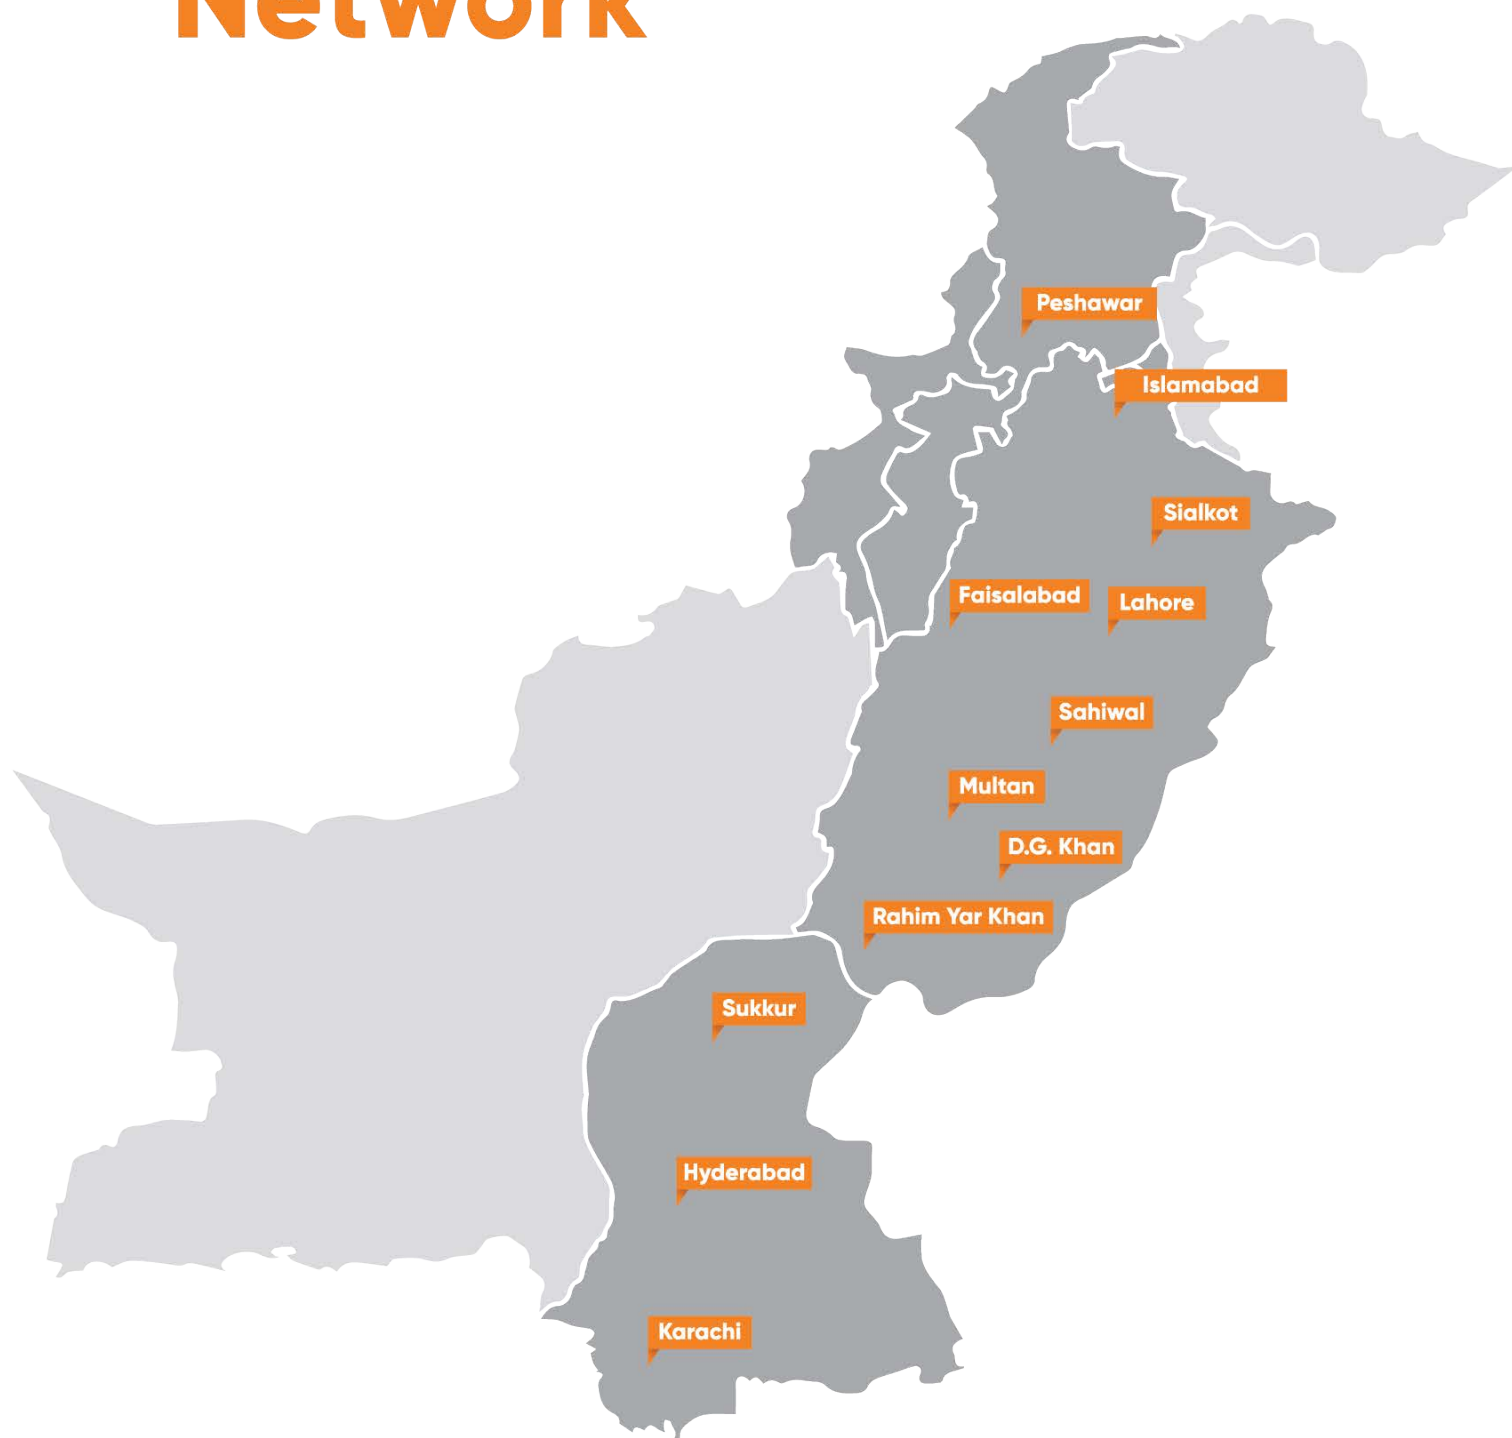 Network
Peshawar
Islamabad
Sialkot
Faisalabad
Lahore
Sahiwal
Multan
D.G. Khan
Rahim Yar Khan
Sukkur
Hyderabad
Karachi